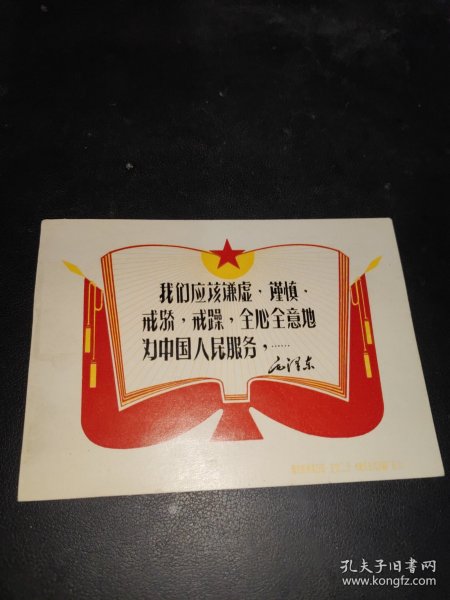 我们应该谦虚，谨慎，
戒骄，戒躁，全心全意地
为中国人民服务，……
毛泽东
孔夫子旧书网
www.kongfz.com